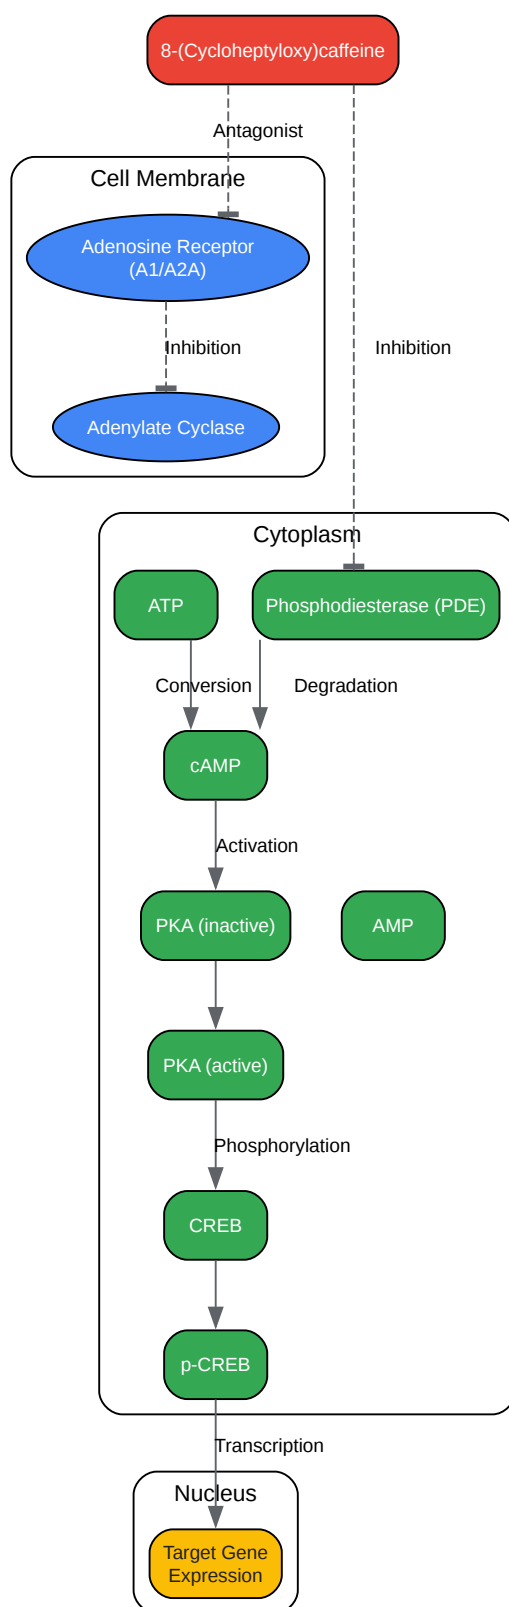 8-(Cycloheptyloxy)caffeine
Antagonist
Cell Membrane
Adenosine Receptor
(A1/A2A)
Inhibition
Inhibition
Adenylate Cyclase
Cytoplasm
ATP
Phosphodiesterase (PDE)
Conversion
Degradation
cAMP
Activation
PKA (inactive)
AMP
PKA (active)
Phosphorylation
CREB
p-CREB
Transcription
Nucleus
Target Gene
Expression